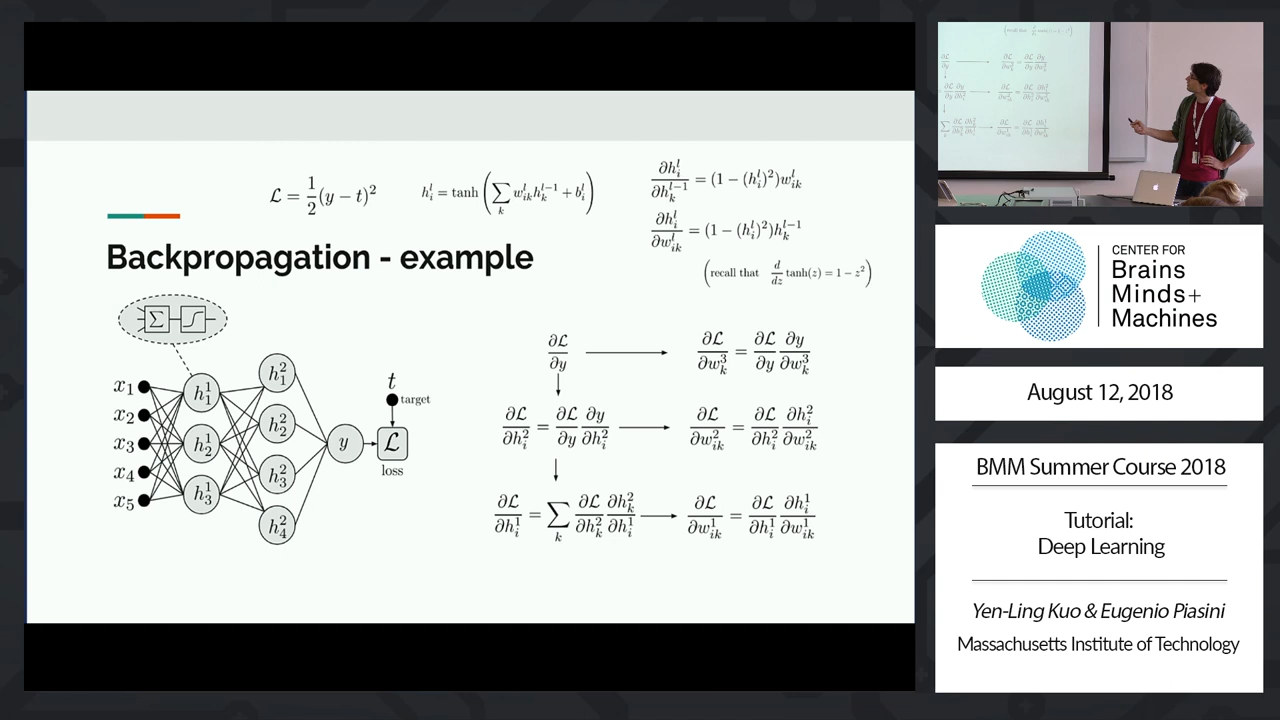 $\mathcal{L} = \frac{1}{2}(y - t)^2$
$h_i^l = \tanh\left(\sum_k w_{ik}^l h_k^{l-1} + b_i^l\right)$
$\frac{\partial h_i^l}{\partial h_k^{l-1}} = (1 - (h_i^l)^2) w_{ik}^l$
$\frac{\partial h_i^l}{\partial w_{ik}^l} = (1 - (h_i^l)^2) h_k^{l-1}$
(recall that $\frac{d}{dz} \tanh(z) = 1 - z^2$)
Backpropagation - example
$x_1$
$x_2$
$x_3$
$x_4$
$x_5$
Σ
$h_1^1$
$h_2^1$
$h_3^1$
$h_1^2$
$h_2^2$
$h_3^2$
$h_4^2$
$y$
$t$
target
$\mathcal{L}$
loss
$\frac{\partial \mathcal{L}}{\partial y}$ → $\frac{\partial \mathcal{L}}{\partial w_k^3} = \frac{\partial \mathcal{L}}{\partial y} \frac{\partial y}{\partial w_k^3}$
$\frac{\partial \mathcal{L}}{\partial h_i^2} = \frac{\partial \mathcal{L}}{\partial y} \frac{\partial y}{\partial h_i^2}$ → $\frac{\partial \mathcal{L}}{\partial w_{ik}^2} = \frac{\partial \mathcal{L}}{\partial h_i^2} \frac{\partial h_i^2}{\partial w_{ik}^2}$
$\frac{\partial \mathcal{L}}{\partial h_i^1} = \sum_k \frac{\partial \mathcal{L}}{\partial h_k^2} \frac{\partial h_k^2}{\partial h_i^1}$ → $\frac{\partial \mathcal{L}}{\partial w_{ik}^1} = \frac{\partial \mathcal{L}}{\partial h_i^1} \frac{\partial h_i^1}{\partial w_{ik}^1}$
CENTER FOR
Brains
Minds+
Machines
August 12, 2018
BMM Summer Course 2018
Tutorial:
Deep Learning
Yen-Ling Kuo & Eugenio Piasini
Massachusetts Institute of Technology